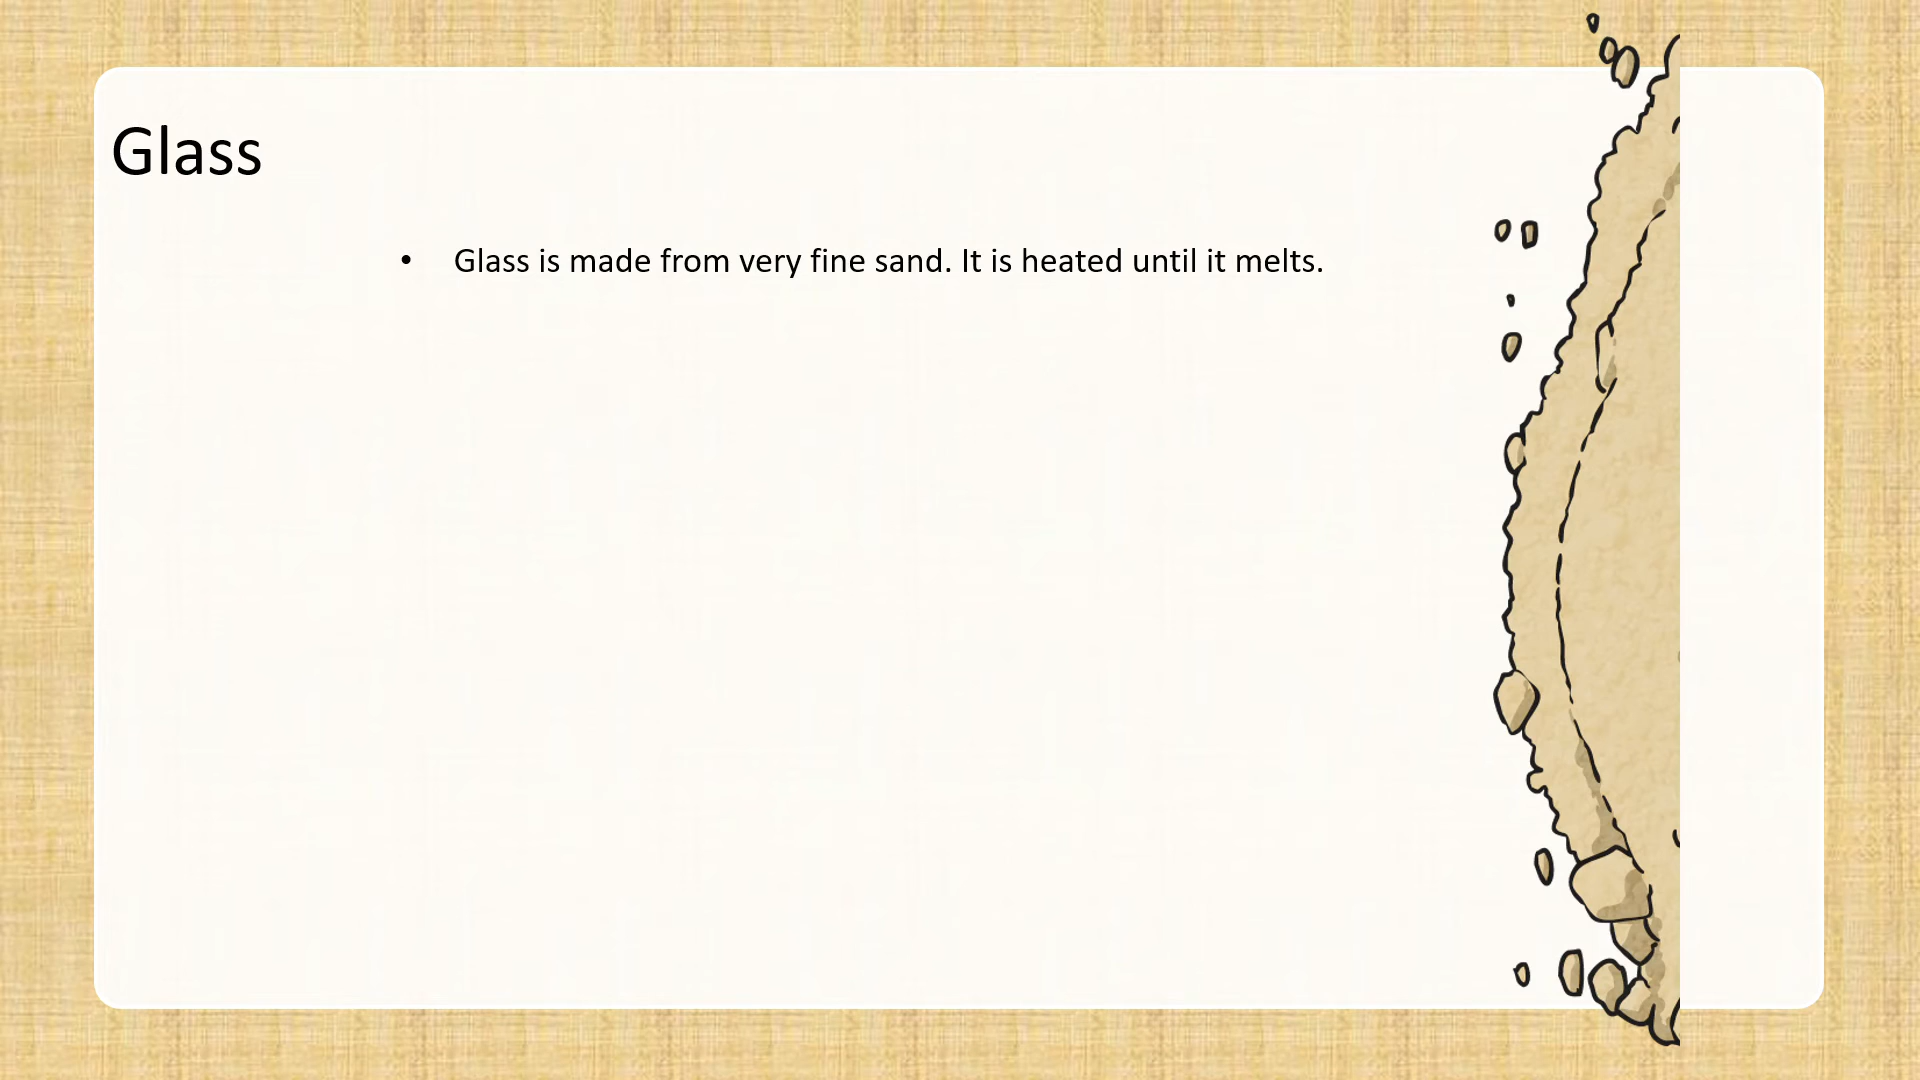 Glass
• Glass is made from very fine sand. It is heated until it melts.